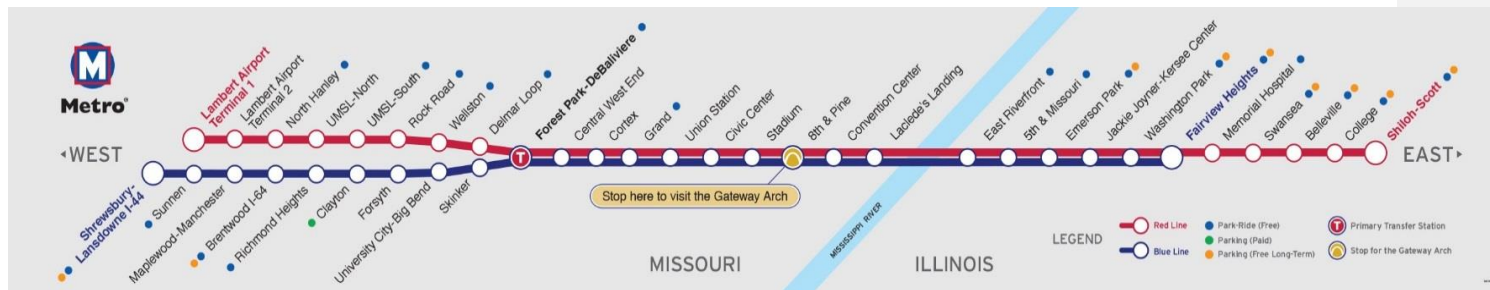 M
Metro®
◂WEST
Lambert Airport
Terminal 1
Lambert Airport
Terminal 2
North Hanley
UMSL-North
UMSL-South
Rock Road
Wellston
Delmar Loop
Forest Park-DeBaliviere
Central West End
Cortex
Grand
Union Station
Civic Center
Stadium
8th & Pine
Convention Center
Laclede's Landing
East Riverfront
5th & Missouri
Emerson Park
Jackie Joyner-Kersee Center
Washington Park
Fairview Heights
Memorial Hospital
Swansea
Belleville
College
Shiloh-Scott
EAST▸
T
Shrewsbury-
Lansdowne I-44
Sunnen
Maplewood-Manchester
Brentwood I-64
Richmond Heights
Clayton
Forsyth
University City-Big Bend
Skinker
Stop here to visit the Gateway Arch
MISSISSIPPI RIVER
MISSOURI
ILLINOIS
LEGEND
Red Line
Blue Line
Park-Ride (Free)
Parking (Paid)
Parking (Free Long-Term)
T
Primary Transfer Station
Stop for the Gateway Arch